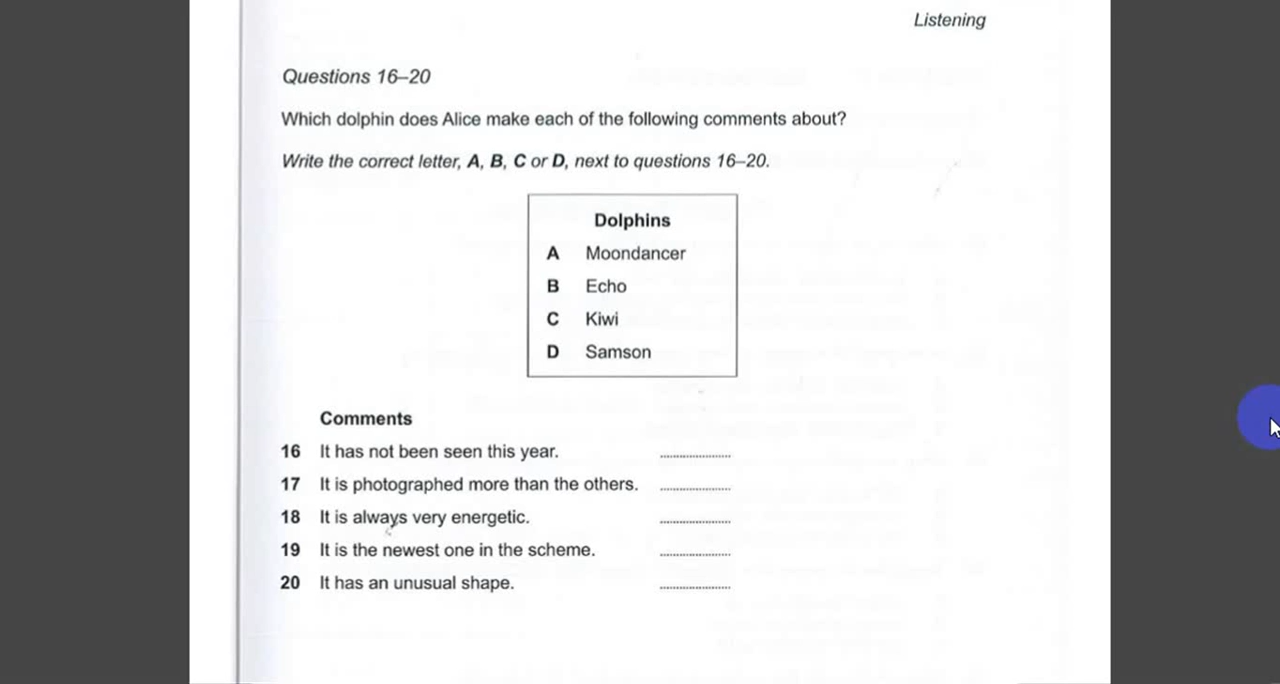 Listening
Questions 16–20
Which dolphin does Alice make each of the following comments about?
Write the correct letter, A, B, C or D, next to questions 16–20.
Dolphins
A Moondancer
B Echo
C Kiwi
D Samson
Comments
16 It has not been seen this year. ........................
17 It is photographed more than the others. ........................
18 It is always very energetic. ........................
19 It is the newest one in the scheme. ........................
20 It has an unusual shape. ........................